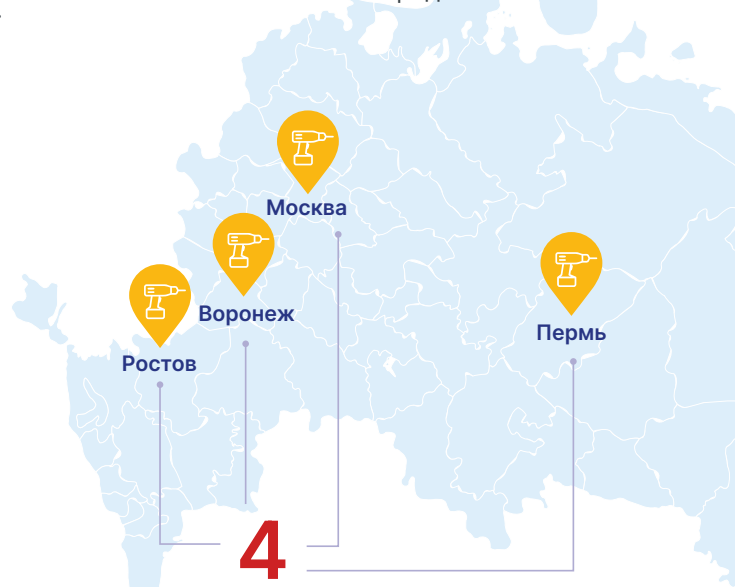 Москва
Воронеж
Пермь
Ростов
4